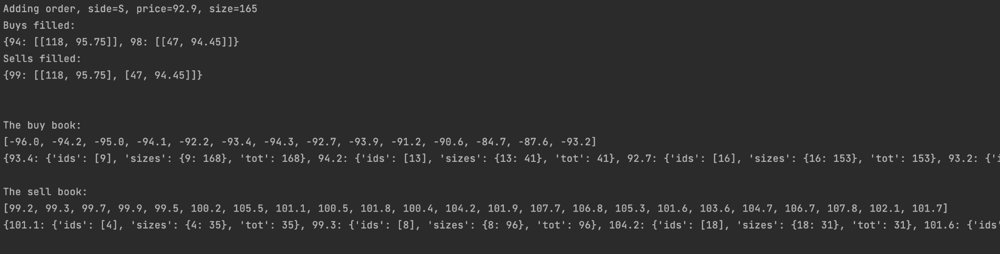 Adding order, side=S, price=92.9, size=165
Buys filled:
{94: [[118, 95.75]], 98: [[47, 94.45]]}
Sells filled:
{99: [[118, 95.75], [47, 94.45]]}
The buy book:
[-96.0, -94.2, -95.0, -94.1, -92.2, -93.4, -94.3, -92.7, -93.9, -91.2, -90.6, -84.7, -87.6, -93.2]
{93.4: {'ids': [9], 'sizes': {9: 168}, 'tot': 168}, 94.2: {'ids': [13], 'sizes': {13: 41}, 'tot': 41}, 92.7: {'ids': [16], 'sizes': {16: 153}, 'tot': 153}, 93.2: {'i
The sell book:
[99.2, 99.3, 99.7, 99.9, 99.5, 100.2, 105.5, 101.1, 100.5, 101.8, 100.4, 104.2, 101.9, 107.7, 106.8, 105.3, 101.6, 103.6, 104.7, 106.7, 107.8, 102.1, 101.7]
{101.1: {'ids': [4], 'sizes': {4: 35}, 'tot': 35}, 99.3: {'ids': [8], 'sizes': {8: 96}, 'tot': 96}, 104.2: {'ids': [18], 'sizes': {18: 31}, 'tot': 31}, 101.6: {'ids'